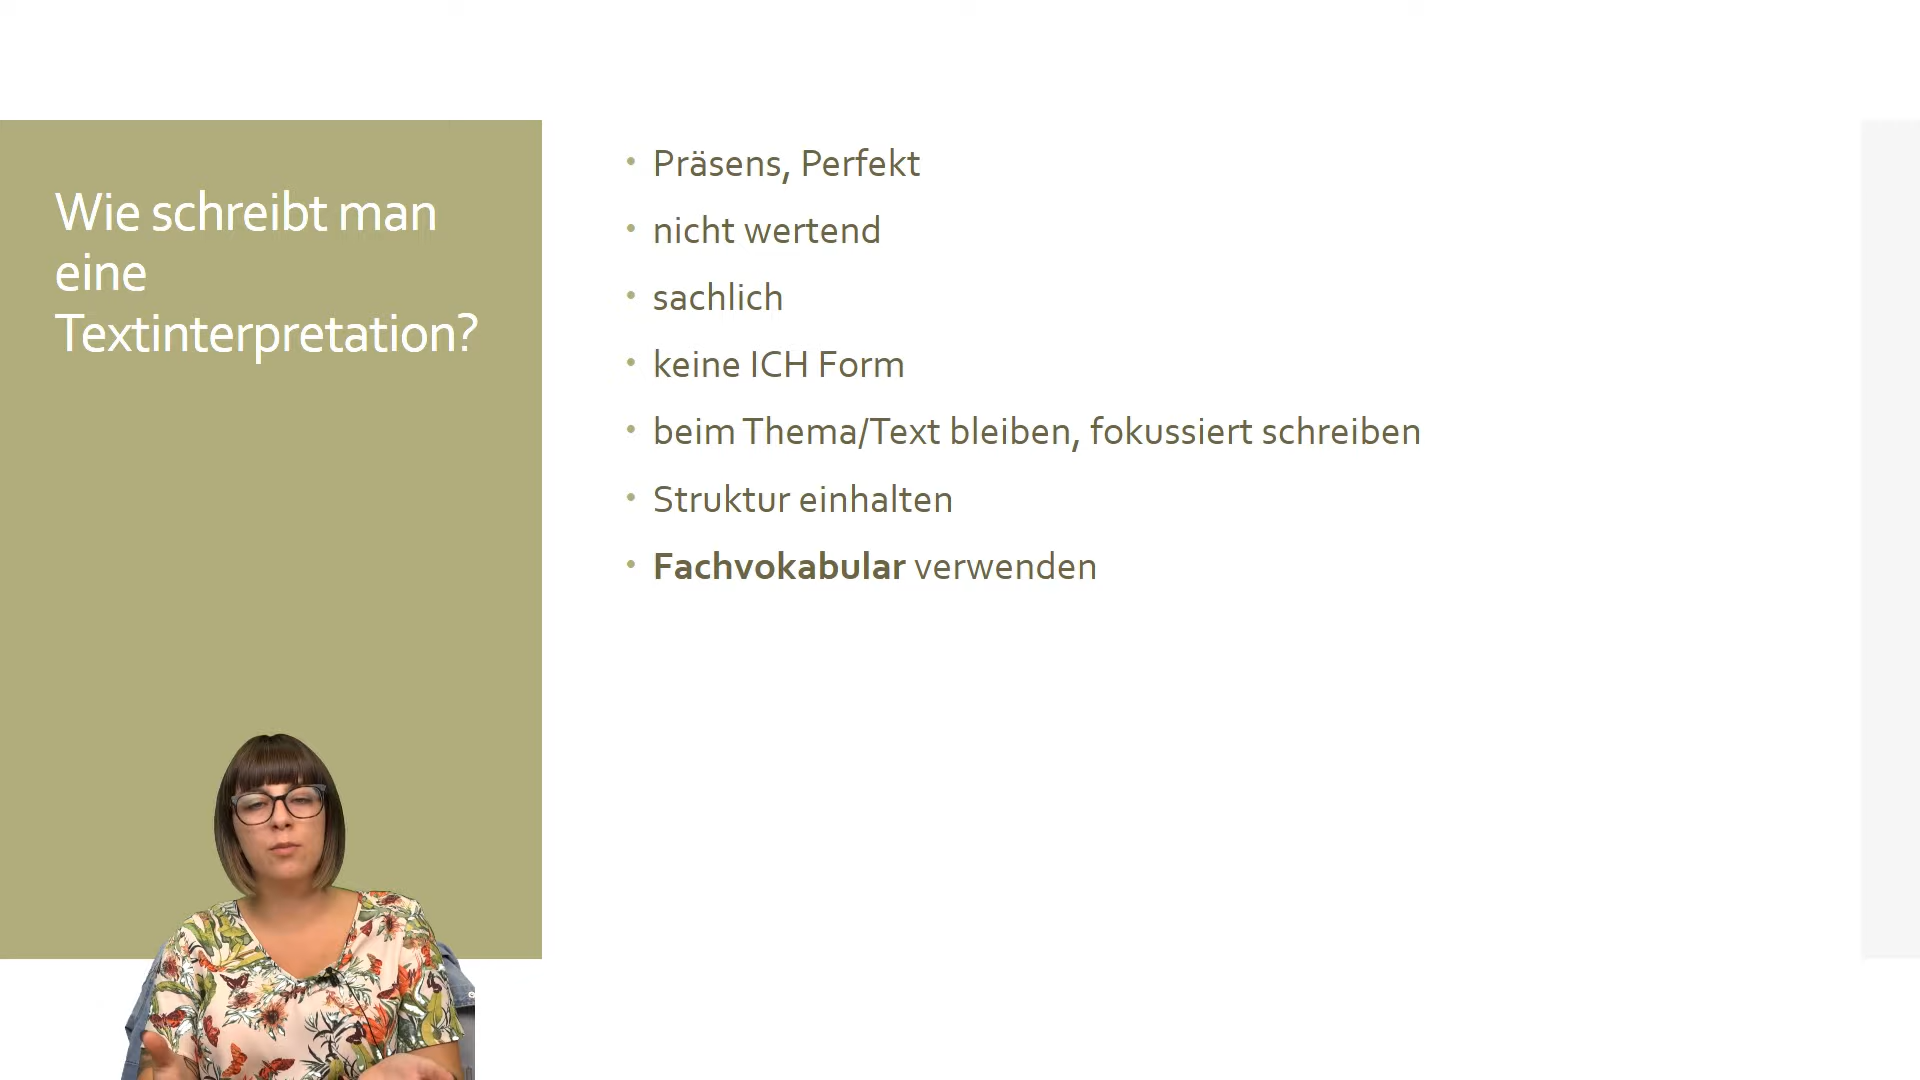 Wie schreibt man
eine
Textinterpretation?
• Präsens, Perfekt
• nicht wertend
• sachlich
• keine ICH Form
• beim Thema/Text bleiben, fokussiert schreiben
• Struktur einhalten
• Fachvokabular verwenden